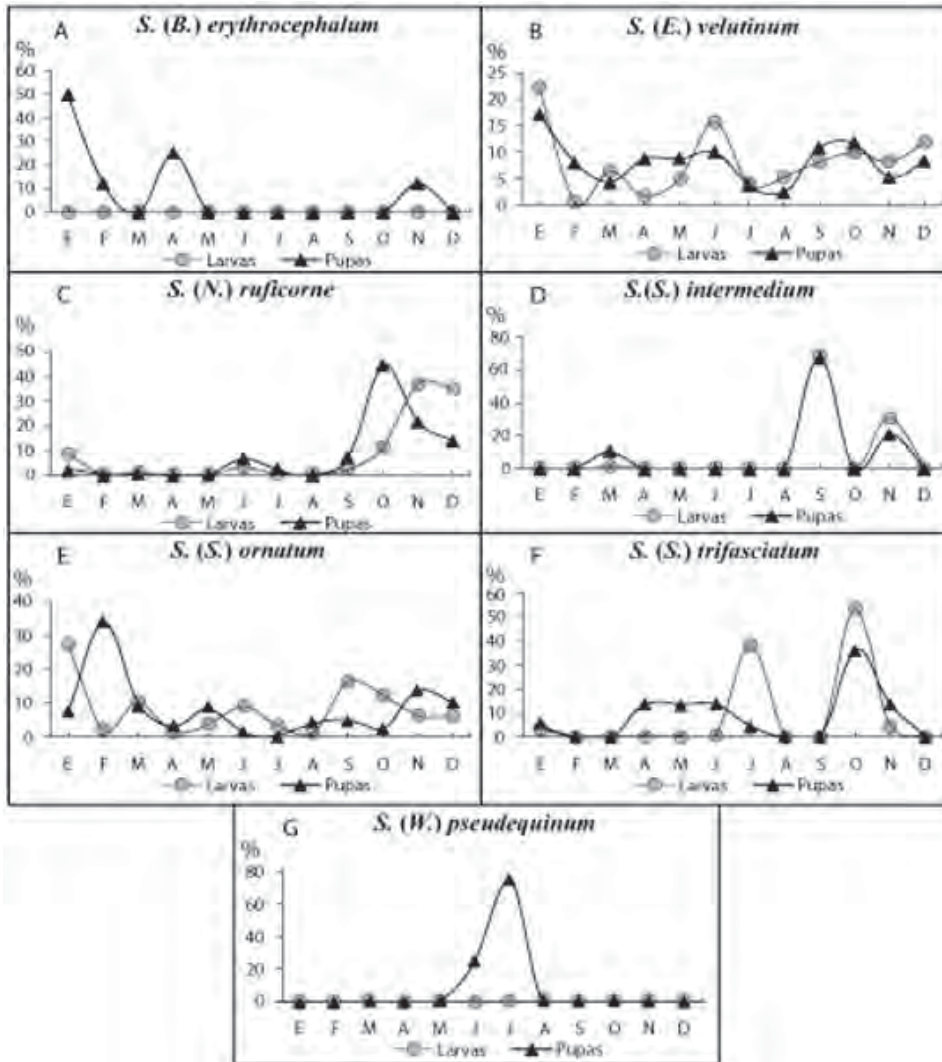 A S. (B.) erythrocephalum
%
60
50
40
30
20
10
0
E F M A M J J A S O N D
Larvas Pupas
B S. (E.) velutinum
%
25
20
15
10
5
0
E F M A M J J A S O N D
Larvas Pupas
C S. (N.) ruficorne
%
50
40
30
20
10
0
E F M A M J J A S O N D
Larvas Pupas
D S.(S.) intermedium
%
80
60
40
20
0
E F M A M J J A S O N D
Larvas Pupas
E S. (S.) ornatum
%
40
30
20
10
0
E F M A M J J A S O N D
Larvas Pupas
F S. (S.) trifasciatum
%
60
50
40
30
20
10
0
E F M A M J J A S O N D
Larvas Pupas
G S. (W.) pseudequinum
%
80
60
40
20
0
E F M A M J J A S O N D
Larvas Pupas